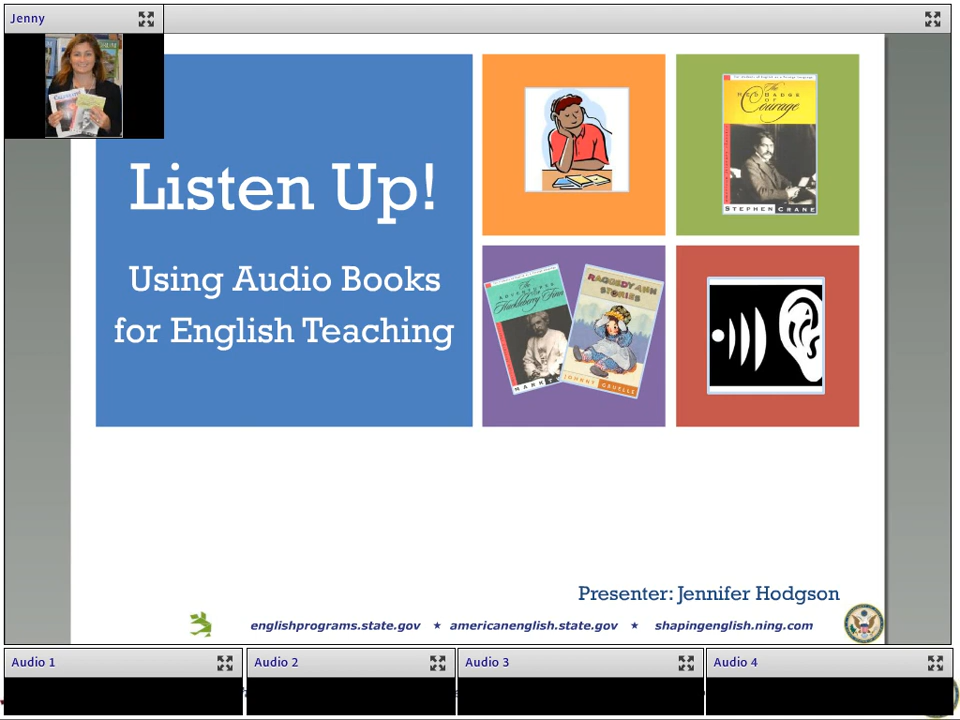 Jenny
Listen Up!
Using Audio Books
for English Teaching
The
RED BADGE
OF
Courage
STEPHEN CRANE
The
ADVENTURES
Huckleberry Finn
MARK T
RAGGEDY ANN
STORIES
JOHNNY GRUELLE
Presenter: Jennifer Hodgson
englishprograms.state.gov ★ americanenglish.state.gov ★ shapingenglish.ning.com
Audio 1
Audio 2
Audio 3
Audio 4